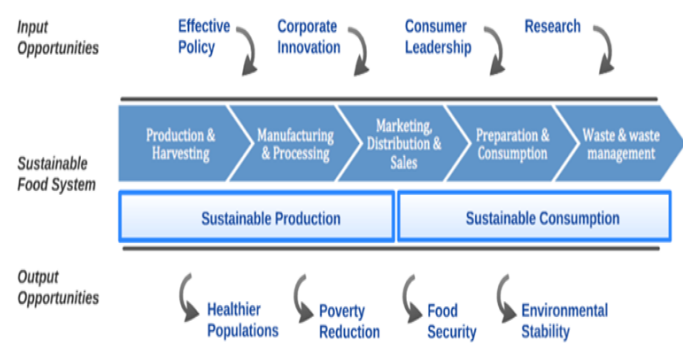 Input
Opportunities
Effective
Policy
Corporate
Innovation
Consumer
Leadership
Research
Sustainable
Food System
Production &
Harvesting
Manufacturing
& Processing
Marketing,
Distribution &
Sales
Preparation &
Consumption
Waste & waste
management
Sustainable Production
Sustainable Consumption
Output
Opportunities
Healthier
Populations
Poverty
Reduction
Food
Security
Environmental
Stability